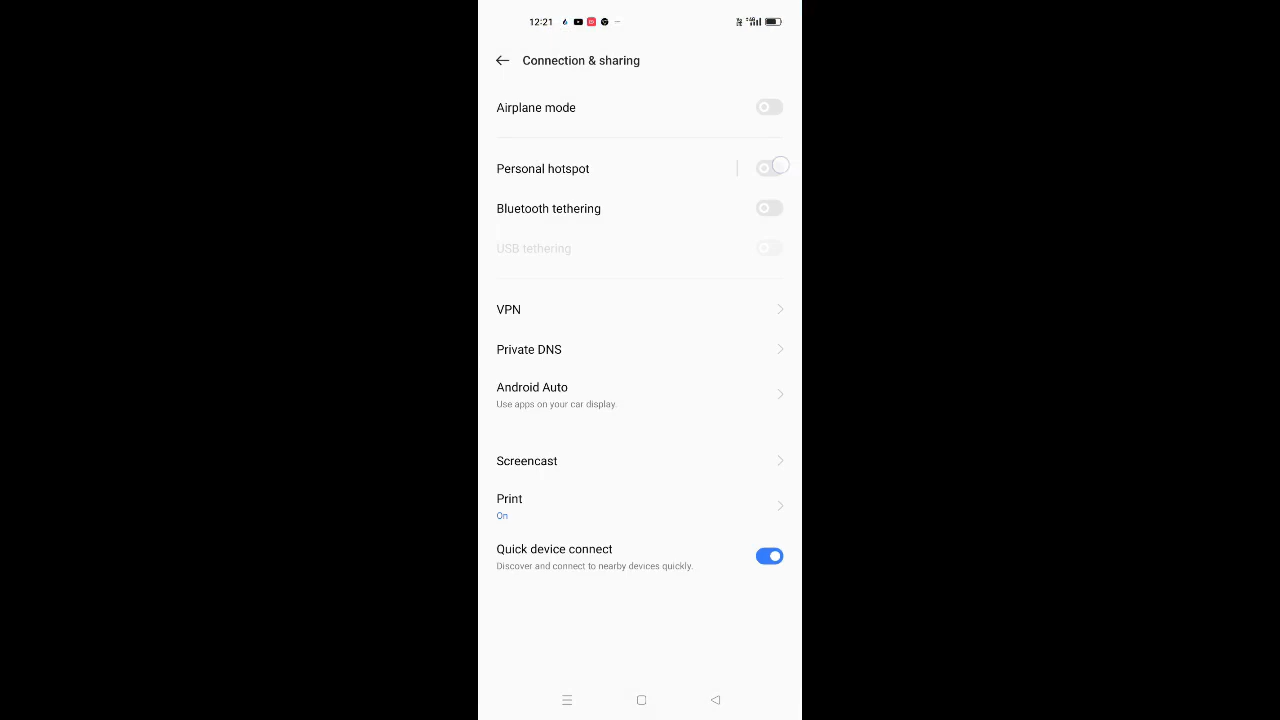 12:21
Connection & sharing
Airplane mode
Personal hotspot
Bluetooth tethering
USB tethering
VPN
Private DNS
Android Auto
Use apps on your car display.
Screencast
Print
On
Quick device connect
Discover and connect to nearby devices quickly.